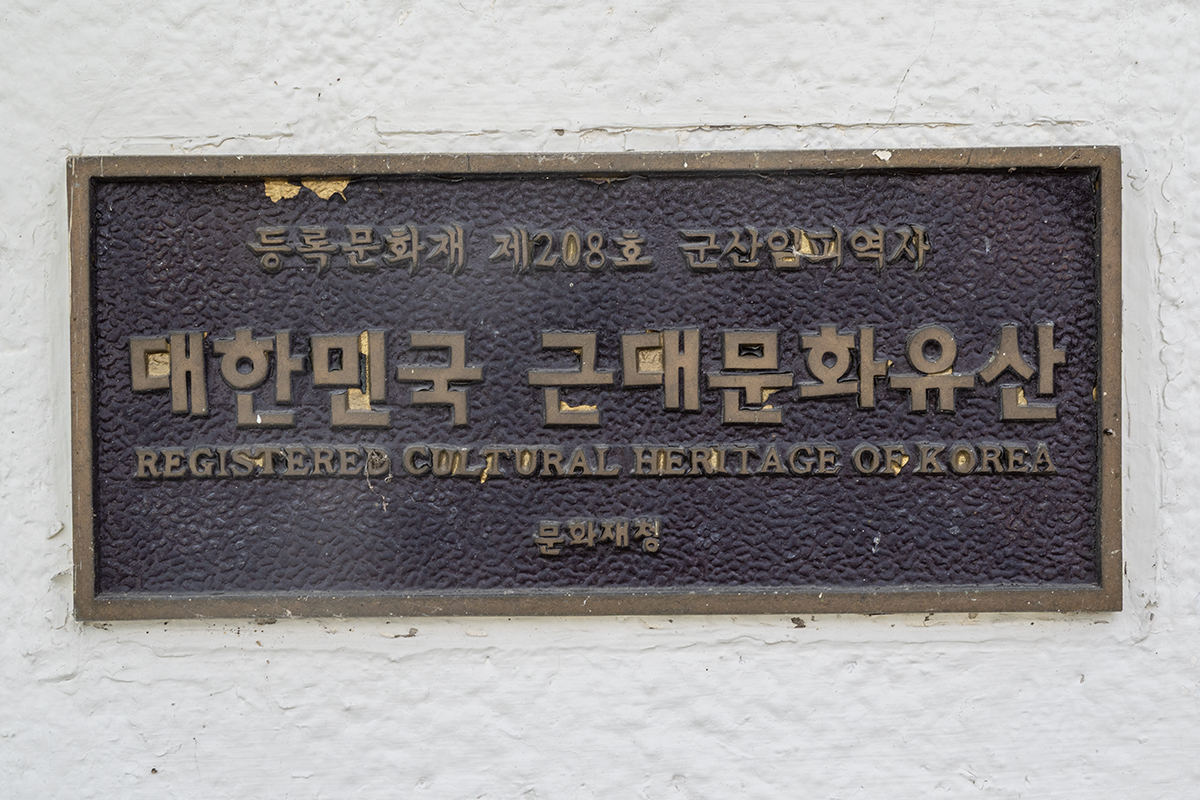 등록문화재 제208호 군산임피역사
대한민국 근대문화유산
REGISTERED CULTURAL HERITAGE OF KOREA
문화재청